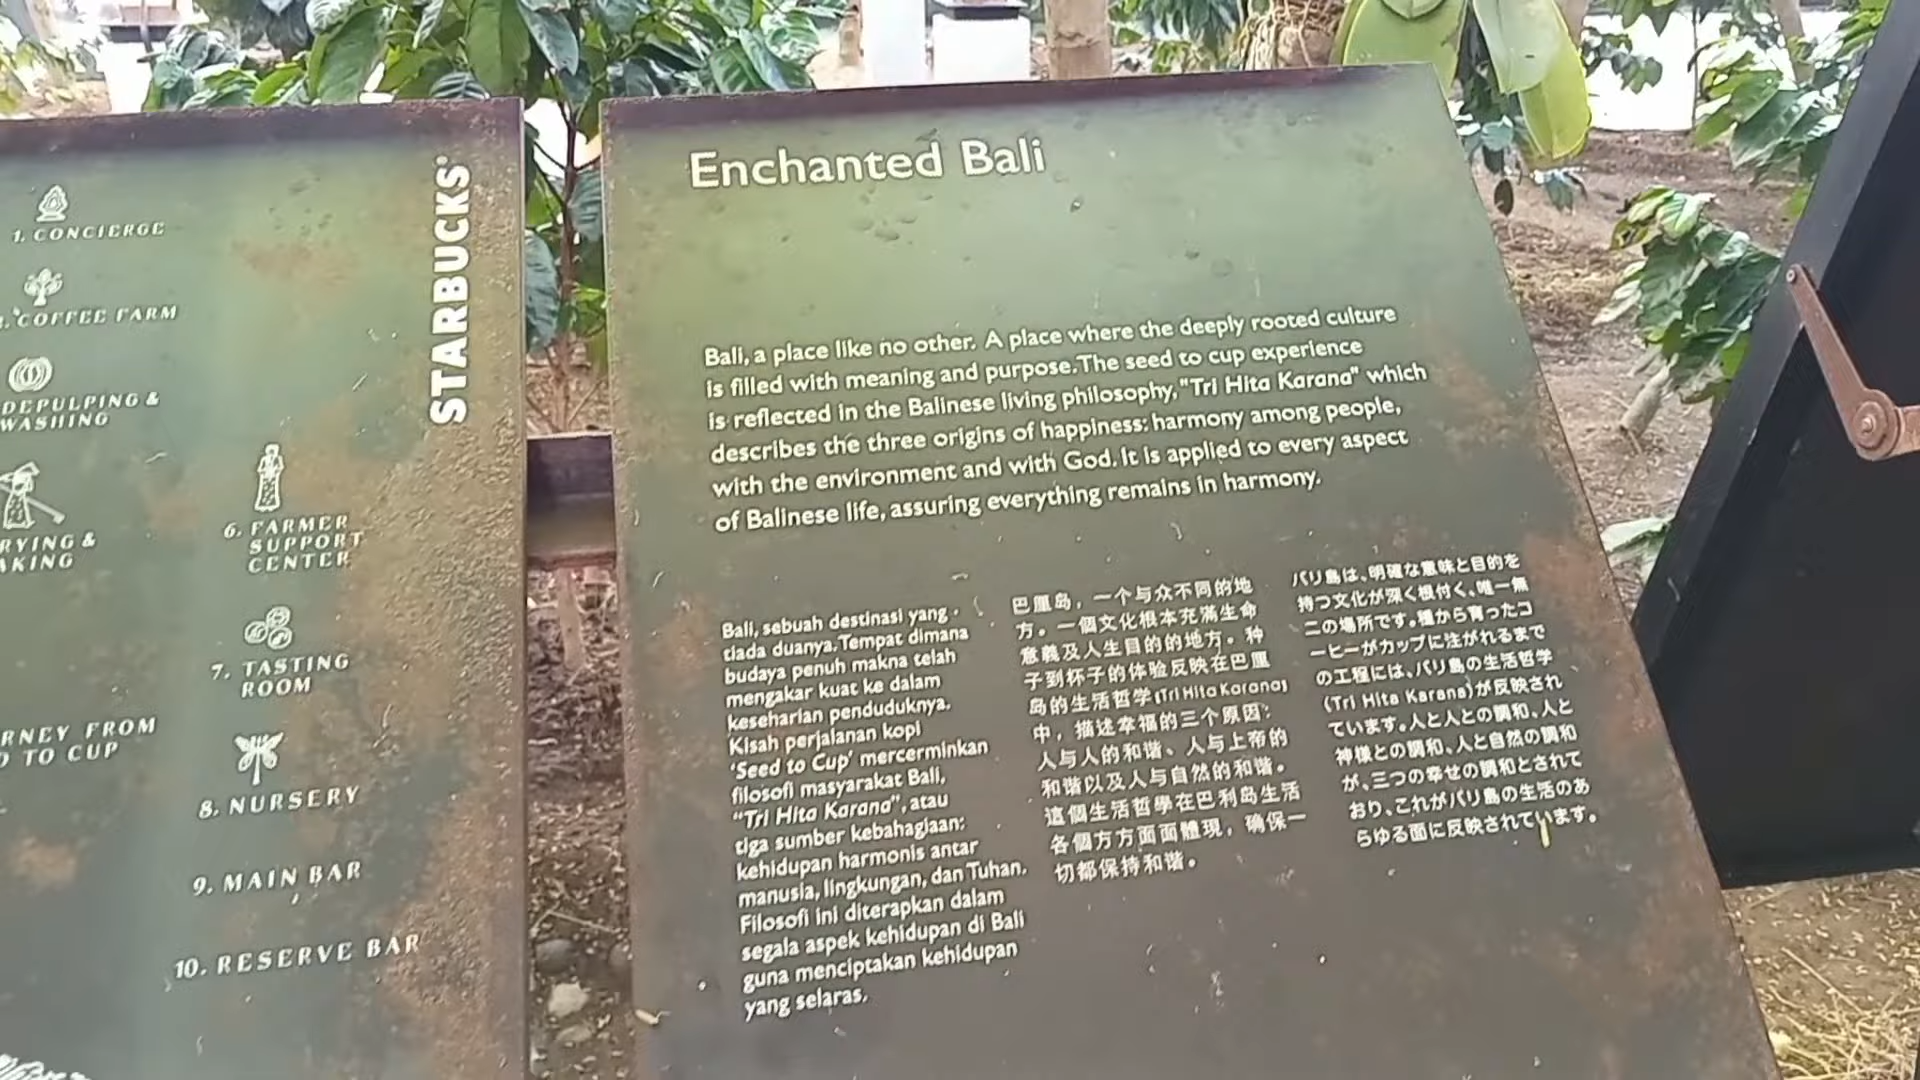 1. CONCIERGE
COFFEE FARM
DEPULPING &
WASHING
&
RNEY FROM
TO CUP
STARBUCKS
6. FARMER
SUPPORT
CENTER
7. TASTING
ROOM
8. NURSERY
9. MAIN BAR
10. RESERVE BAR
Enchanted Bali
Bali, a place like no other. A place where the deeply rooted culture
is filled with meaning and purpose. The seed to cup experience
is reflected in the Balinese living philosophy, "Tri Hita Karana" which
describes the three origins of happiness: harmony among people,
with the environment and with God. It is applied to every aspect
of Balinese life, assuring everything remains in harmony.
Bali, sebuah destinasi yang
tiada duanya. Tempat dimana
budaya penuh makna telah
mengakar kuat ke dalam
keseharian penduduknya.
Kisah perjalanan kopi
'Seed to Cup' mercerminkan
filosofi masyarakat Bali,
"Tri Hita Karana", atau
tiga sumber kebahagiaan:
kehidupan harmonis antar
manusia, lingkungan, dan Tuhan.
Filosofi ini diterapkan dalam
segala aspek kehidupan di Bali
guna menciptakan kehidupan
yang selaras.
巴厘岛，一个与众不同的地
方。一個文化根本充滿生命
意義及人生目的的地方。种
子到杯子的体验反映在巴厘
岛的生活哲学(Tri Hita Karana)
中，描述幸福的三个原因：
人与人的和谐、人与上帝的
和谐以及人与自然的和谐。
這個生活哲學在巴利岛生活
各個方方面面體現，确保一
切都保持和谐。
バリ島は、明確な意味と目的を
持つ文化が深く根付く、唯一無
二の場所です。種から育ったコ
ーヒーがカップに注がれるまで
の工程には、バリ島の生活哲学
(Tri Hita Karana)が反映され
ています。人と人との調和、人と
神様との調和、人と自然の調和
が、三つの幸せの調和とされて
おり、これがバリ島の生活のあ
らゆる面に反映されています。